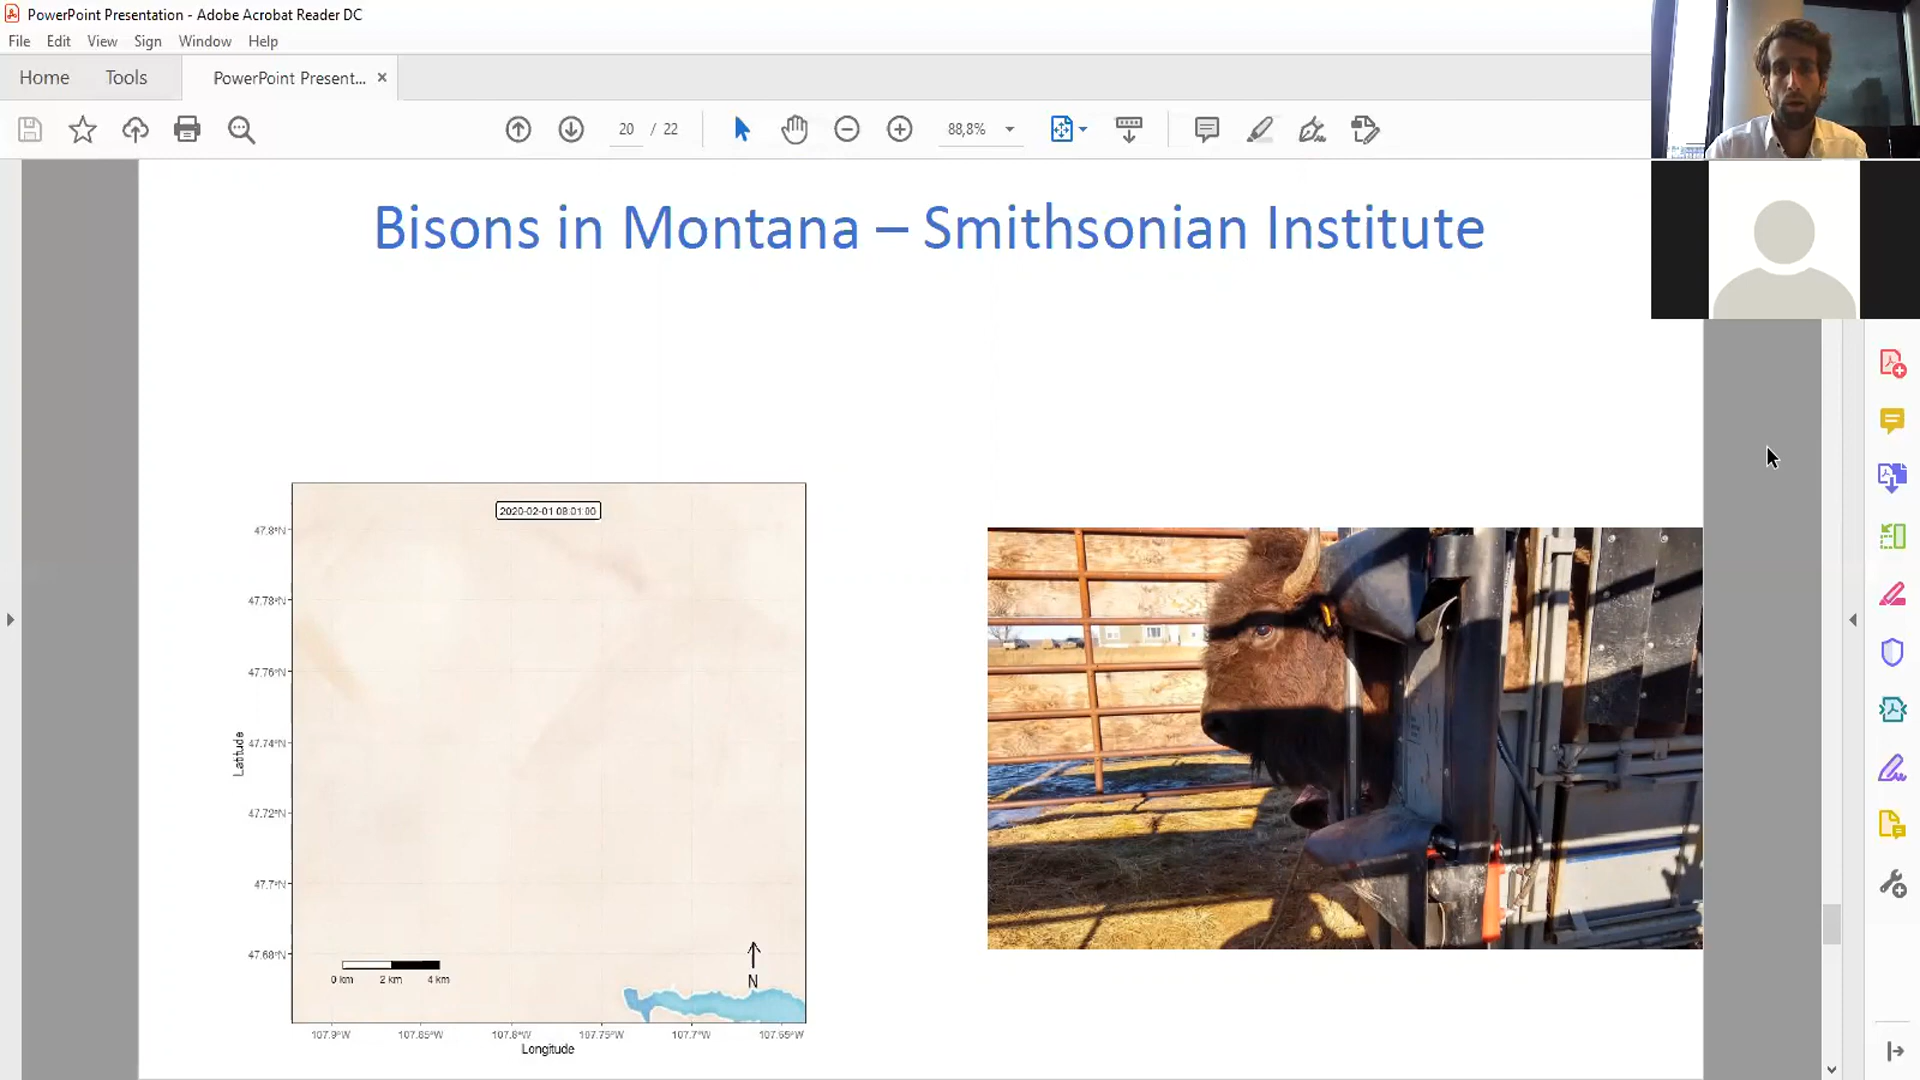 PowerPoint Presentation - Adobe Acrobat Reader DC
File Edit View Sign Window Help
Home Tools PowerPoint Present... ×
20 / 22 88,8%
Bisons in Montana – Smithsonian Institute
2020-02-01 08:01:00
47.8°N
47.78°N
47.76°N
47.74°N
47.72°N
47.7°N
47.68°N
Latitude
0 km 2 km 4 km
N
107.9°W 107.85°W 107.8°W 107.75°W 107.7°W 107.65°W
Longitude